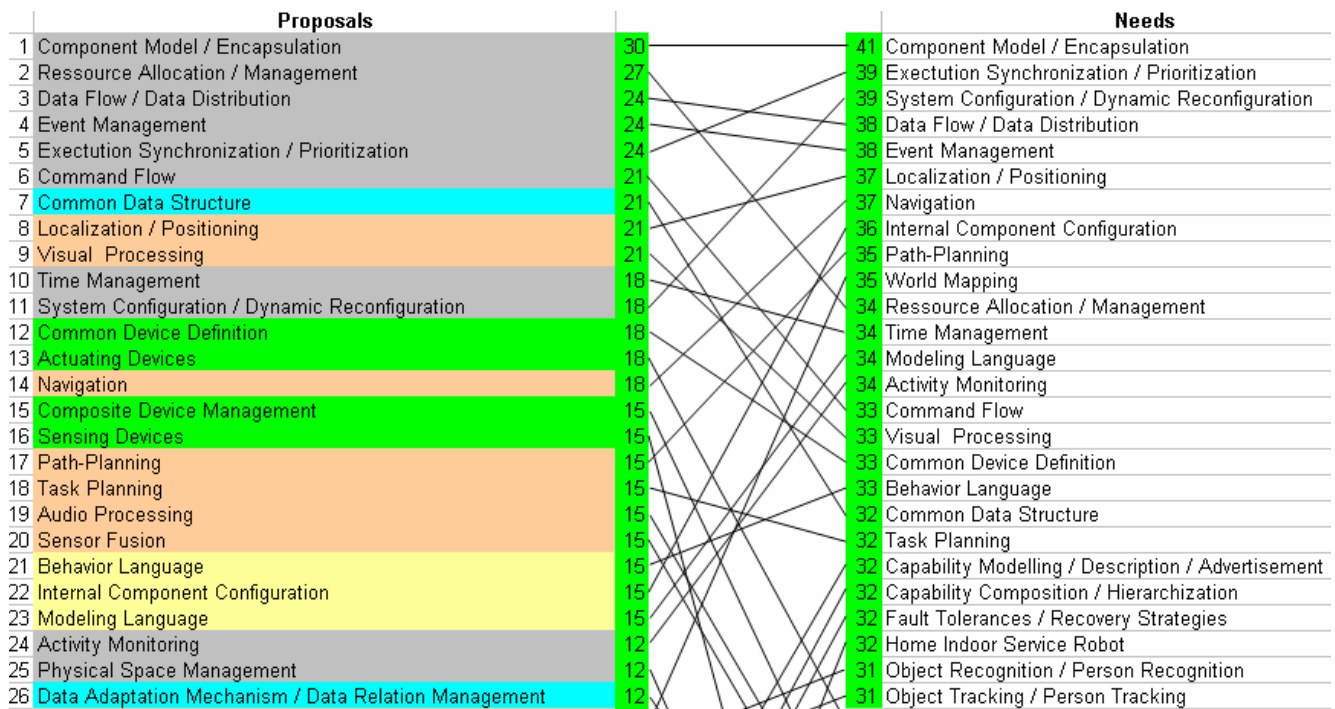 Proposals Needs
1 Component Model / Encapsulation 30 41 Component Model / Encapsulation
2 Ressource Allocation / Management 27 39 Exectution Synchronization / Prioritization
3 Data Flow / Data Distribution 24 39 System Configuration / Dynamic Reconfiguration
4 Event Management 24 38 Data Flow / Data Distribution
5 Exectution Synchronization / Prioritization 24 38 Event Management
6 Command Flow 21 37 Localization / Positioning
7 Common Data Structure 21 37 Navigation
8 Localization / Positioning 21 36 Internal Component Configuration
9 Visual Processing 21 35 Path-Planning
10 Time Management 18 35 World Mapping
11 System Configuration / Dynamic Reconfiguration 18 34 Ressource Allocation / Management
12 Common Device Definition 18 34 Time Management
13 Actuating Devices 18 34 Modeling Language
14 Navigation 18 34 Activity Monitoring
15 Composite Device Management 15 33 Command Flow
16 Sensing Devices 15 33 Visual Processing
17 Path-Planning 15 33 Common Device Definition
18 Task Planning 15 33 Behavior Language
19 Audio Processing 15 32 Common Data Structure
20 Sensor Fusion 15 32 Task Planning
21 Behavior Language 15 32 Capability Modelling / Description / Advertisement
22 Internal Component Configuration 15 32 Capability Composition / Hierarchization
23 Modeling Language 15 32 Fault Tolerances / Recovery Strategies
24 Activity Monitoring 12 32 Home Indoor Service Robot
25 Physical Space Management 12 31 Object Recognition / Person Recognition
26 Data Adaptation Mechanism / Data Relation Management 12 31 Object Tracking / Person Tracking